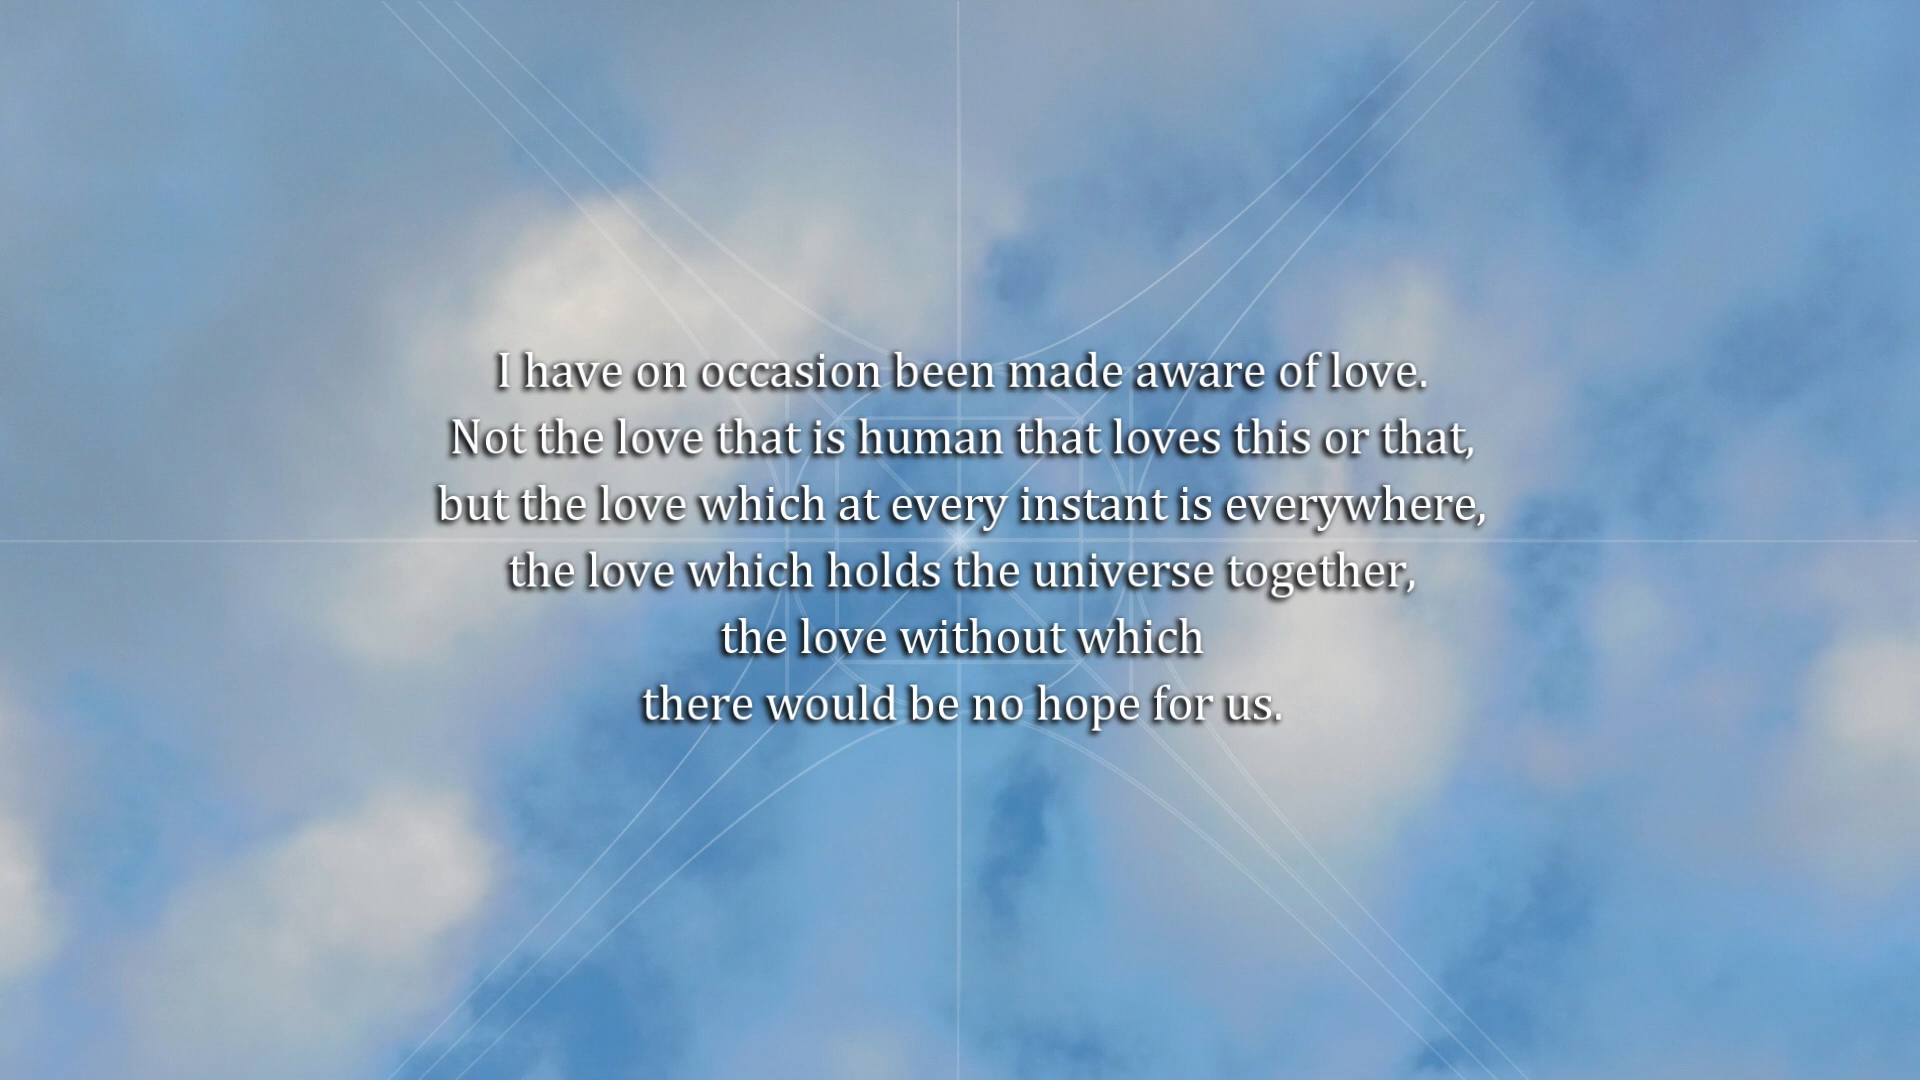 I have on occasion been made aware of love.
Not the love that is human that loves this or that,
but the love which at every instant is everywhere,
the love which holds the universe together,
the love without which
there would be no hope for us.